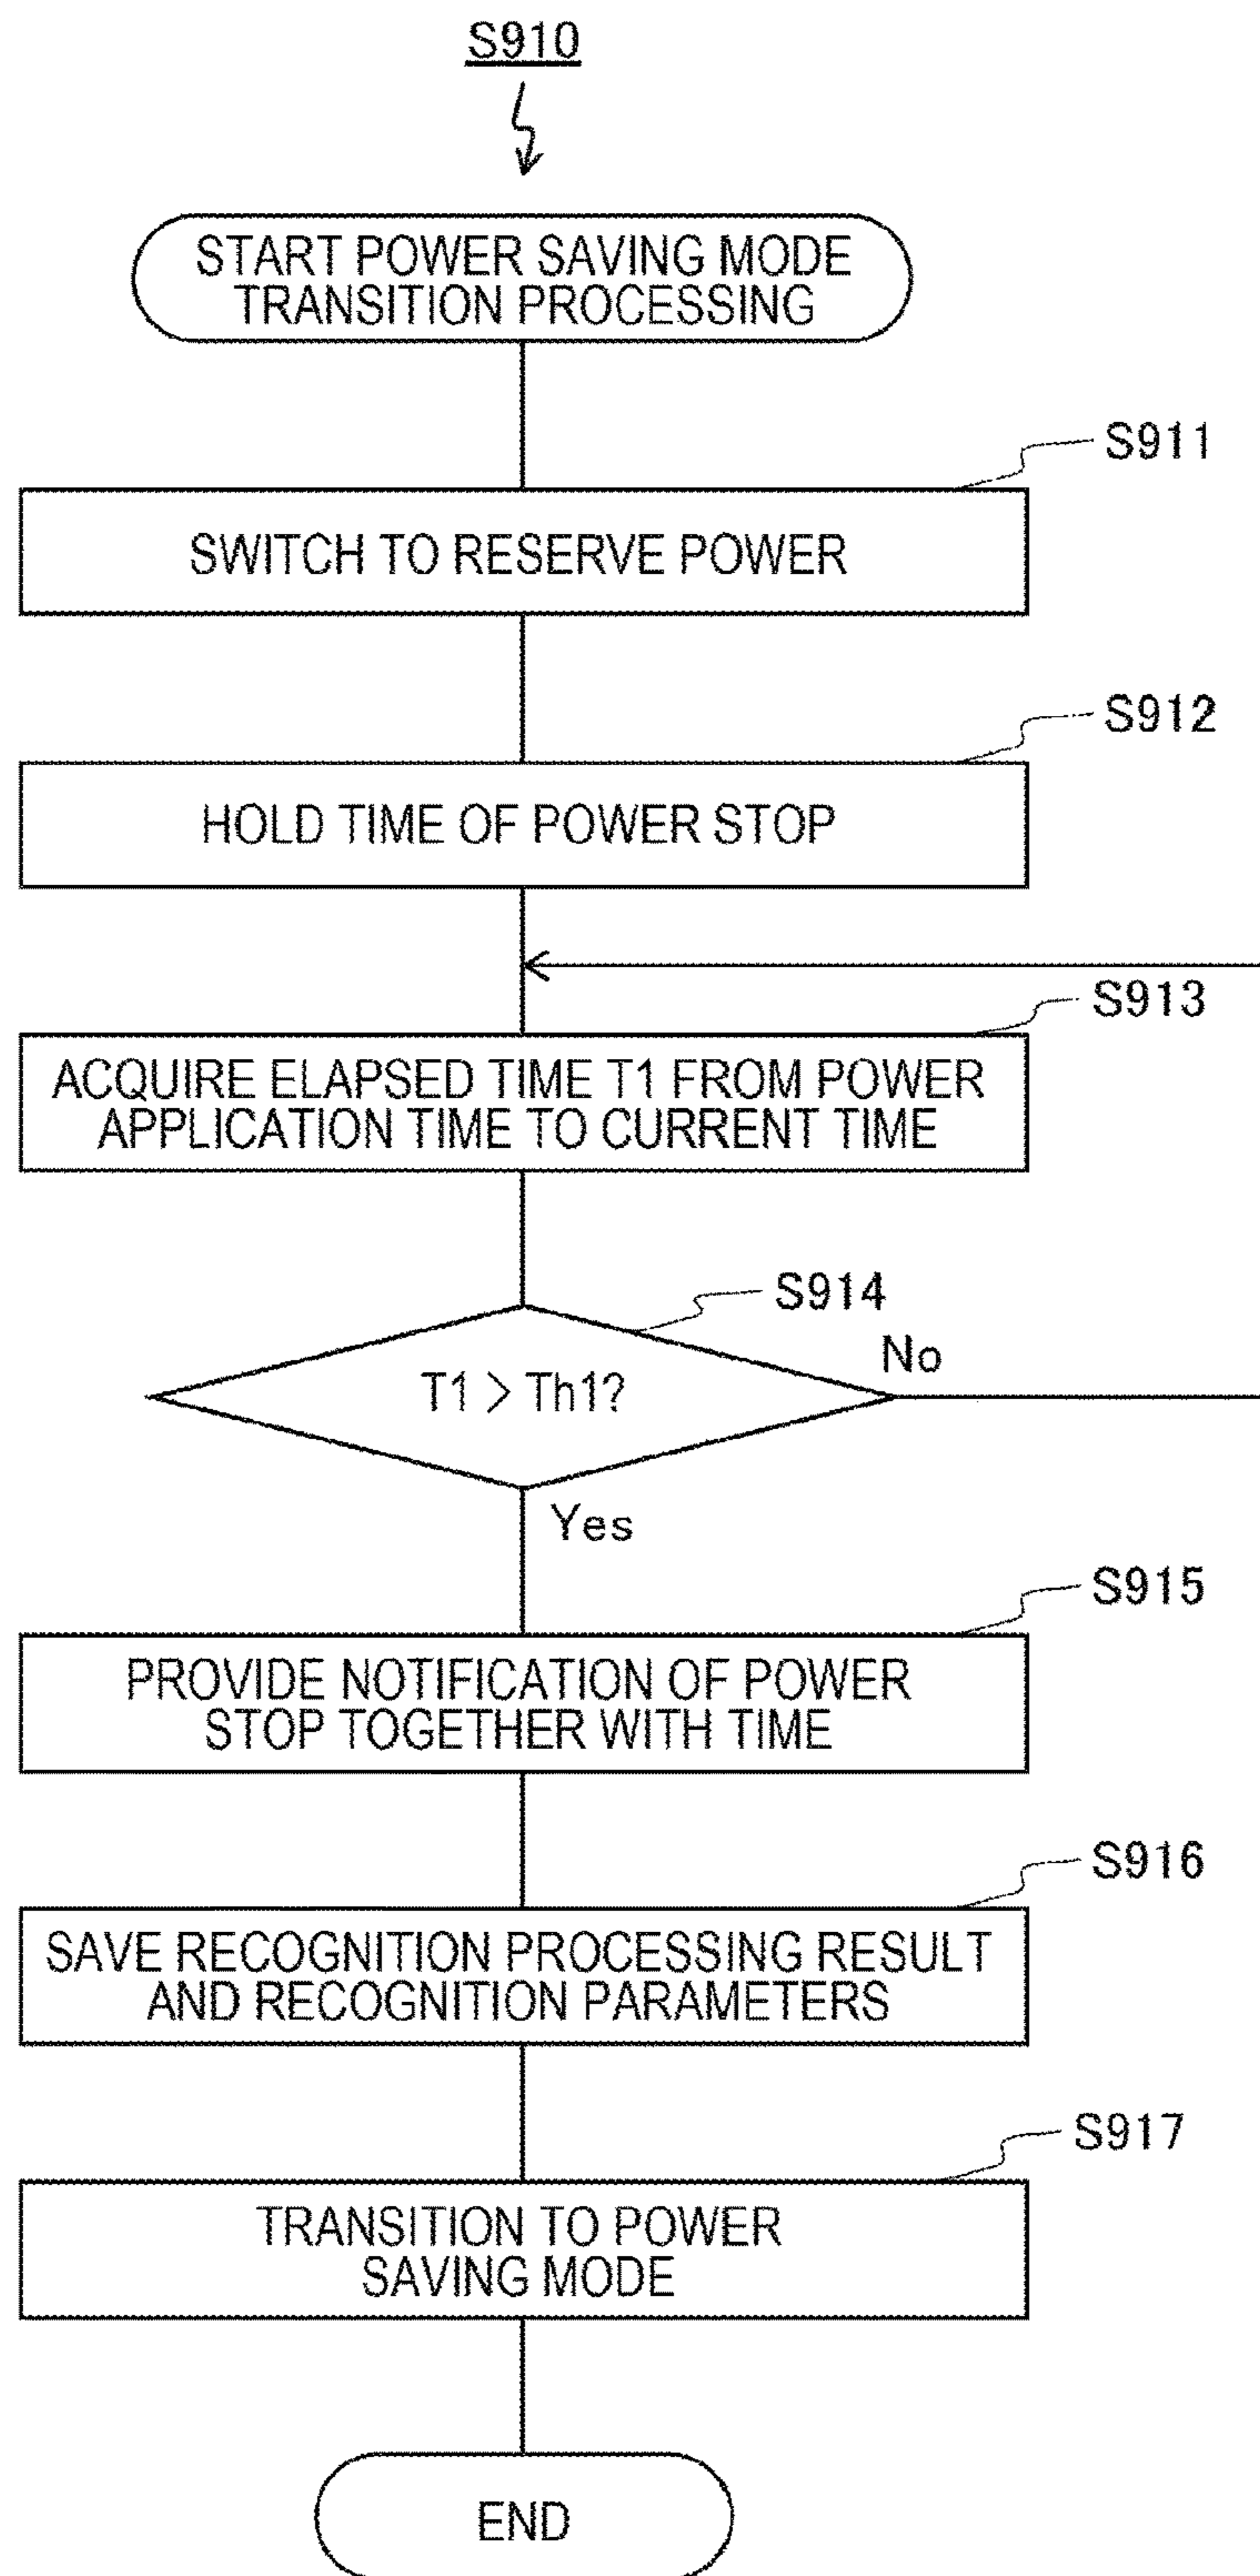 S910
START POWER SAVING MODE
TRANSITION PROCESSING
S911
SWITCH TO RESERVE POWER
S912
HOLD TIME OF POWER STOP
S913
ACQUIRE ELAPSED TIME T1 FROM POWER
APPLICATION TIME TO CURRENT TIME
S914
No
T1 > Th1?
Yes
S915
PROVIDE NOTIFICATION OF POWER
STOP TOGETHER WITH TIME
S916
SAVE RECOGNITION PROCESSING RESULT
AND RECOGNITION PARAMETERS
S917
TRANSITION TO POWER
SAVING MODE
END